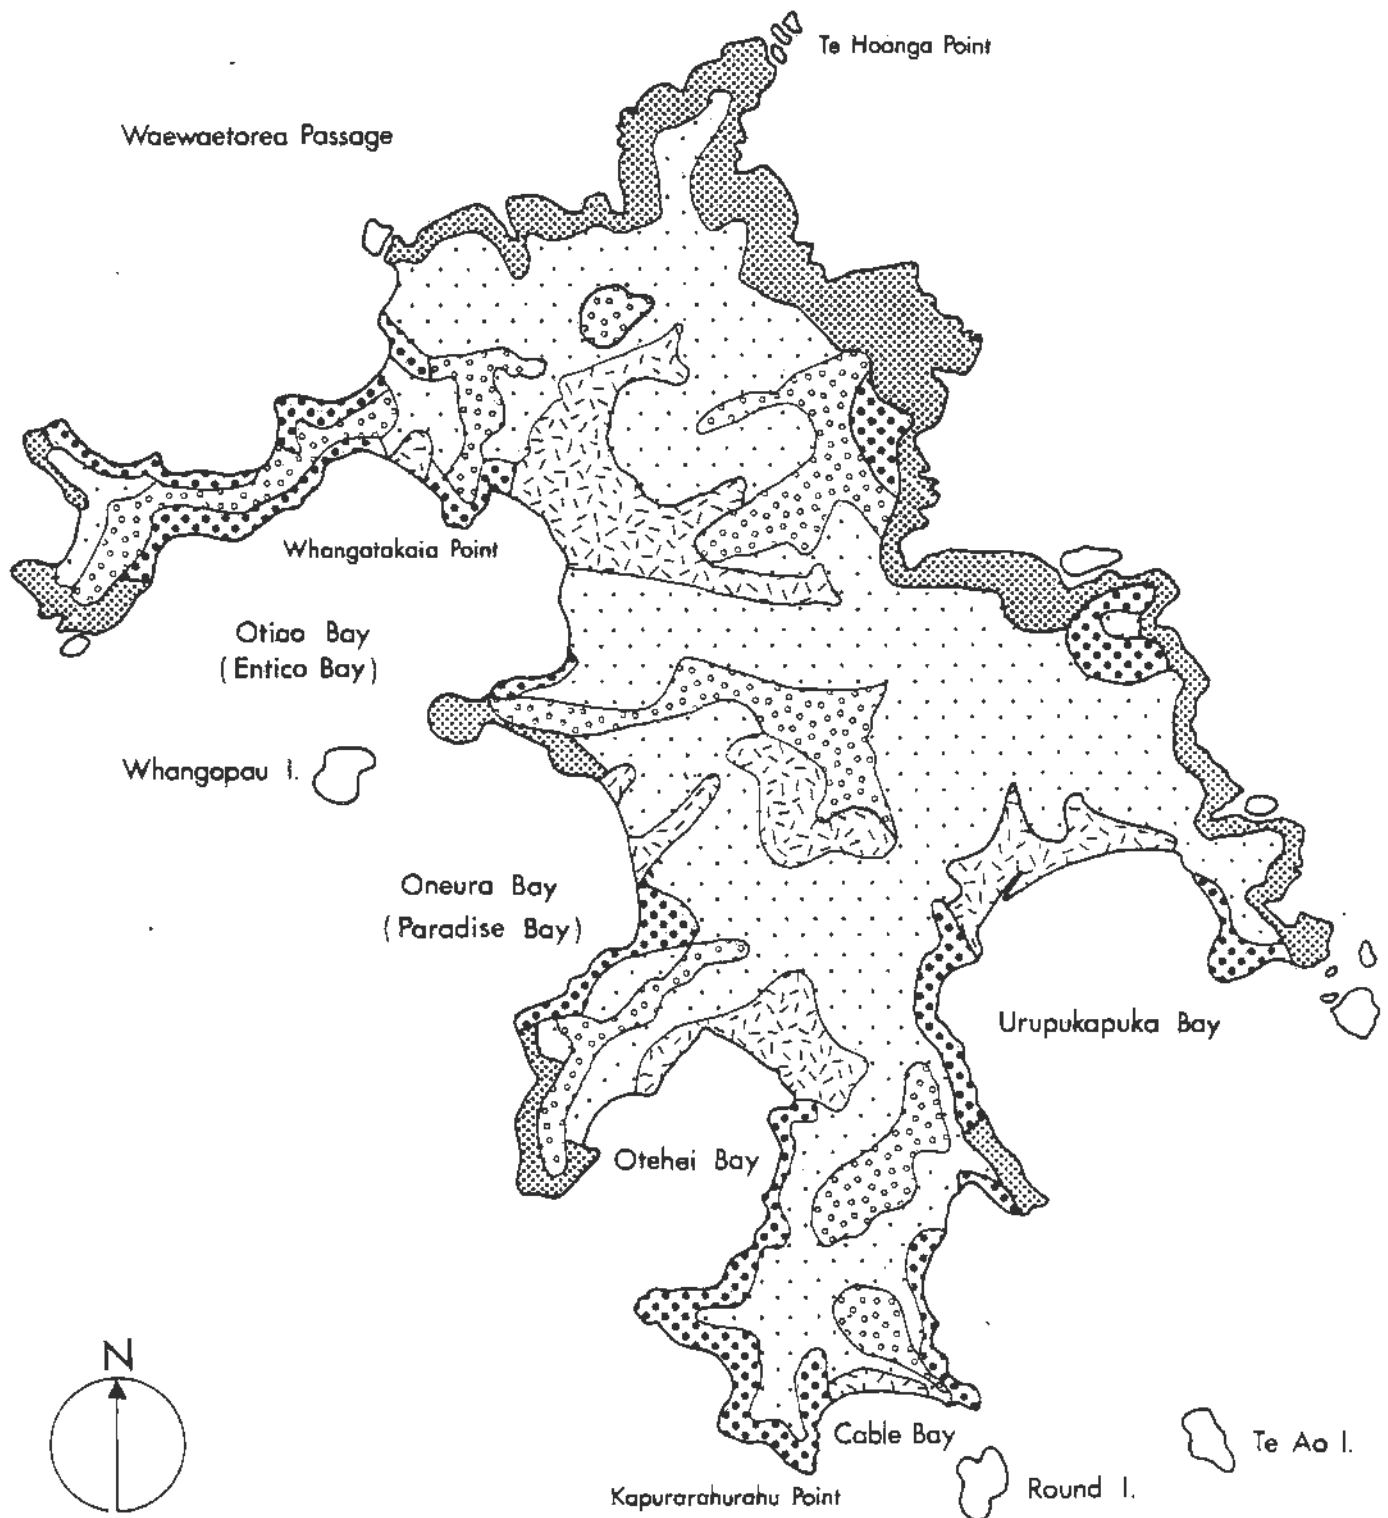 Te Hoanga Point
Waewaetorea Passage
Whangatakaia Point
Otiao Bay
(Entico Bay)
Whangopau I.
Oneura Bay
(Paradise Bay)
Urupukapuka Bay
Otehei Bay
N
Cable Bay
Te Ao I.
Round I.
Kapurarahurahu Point